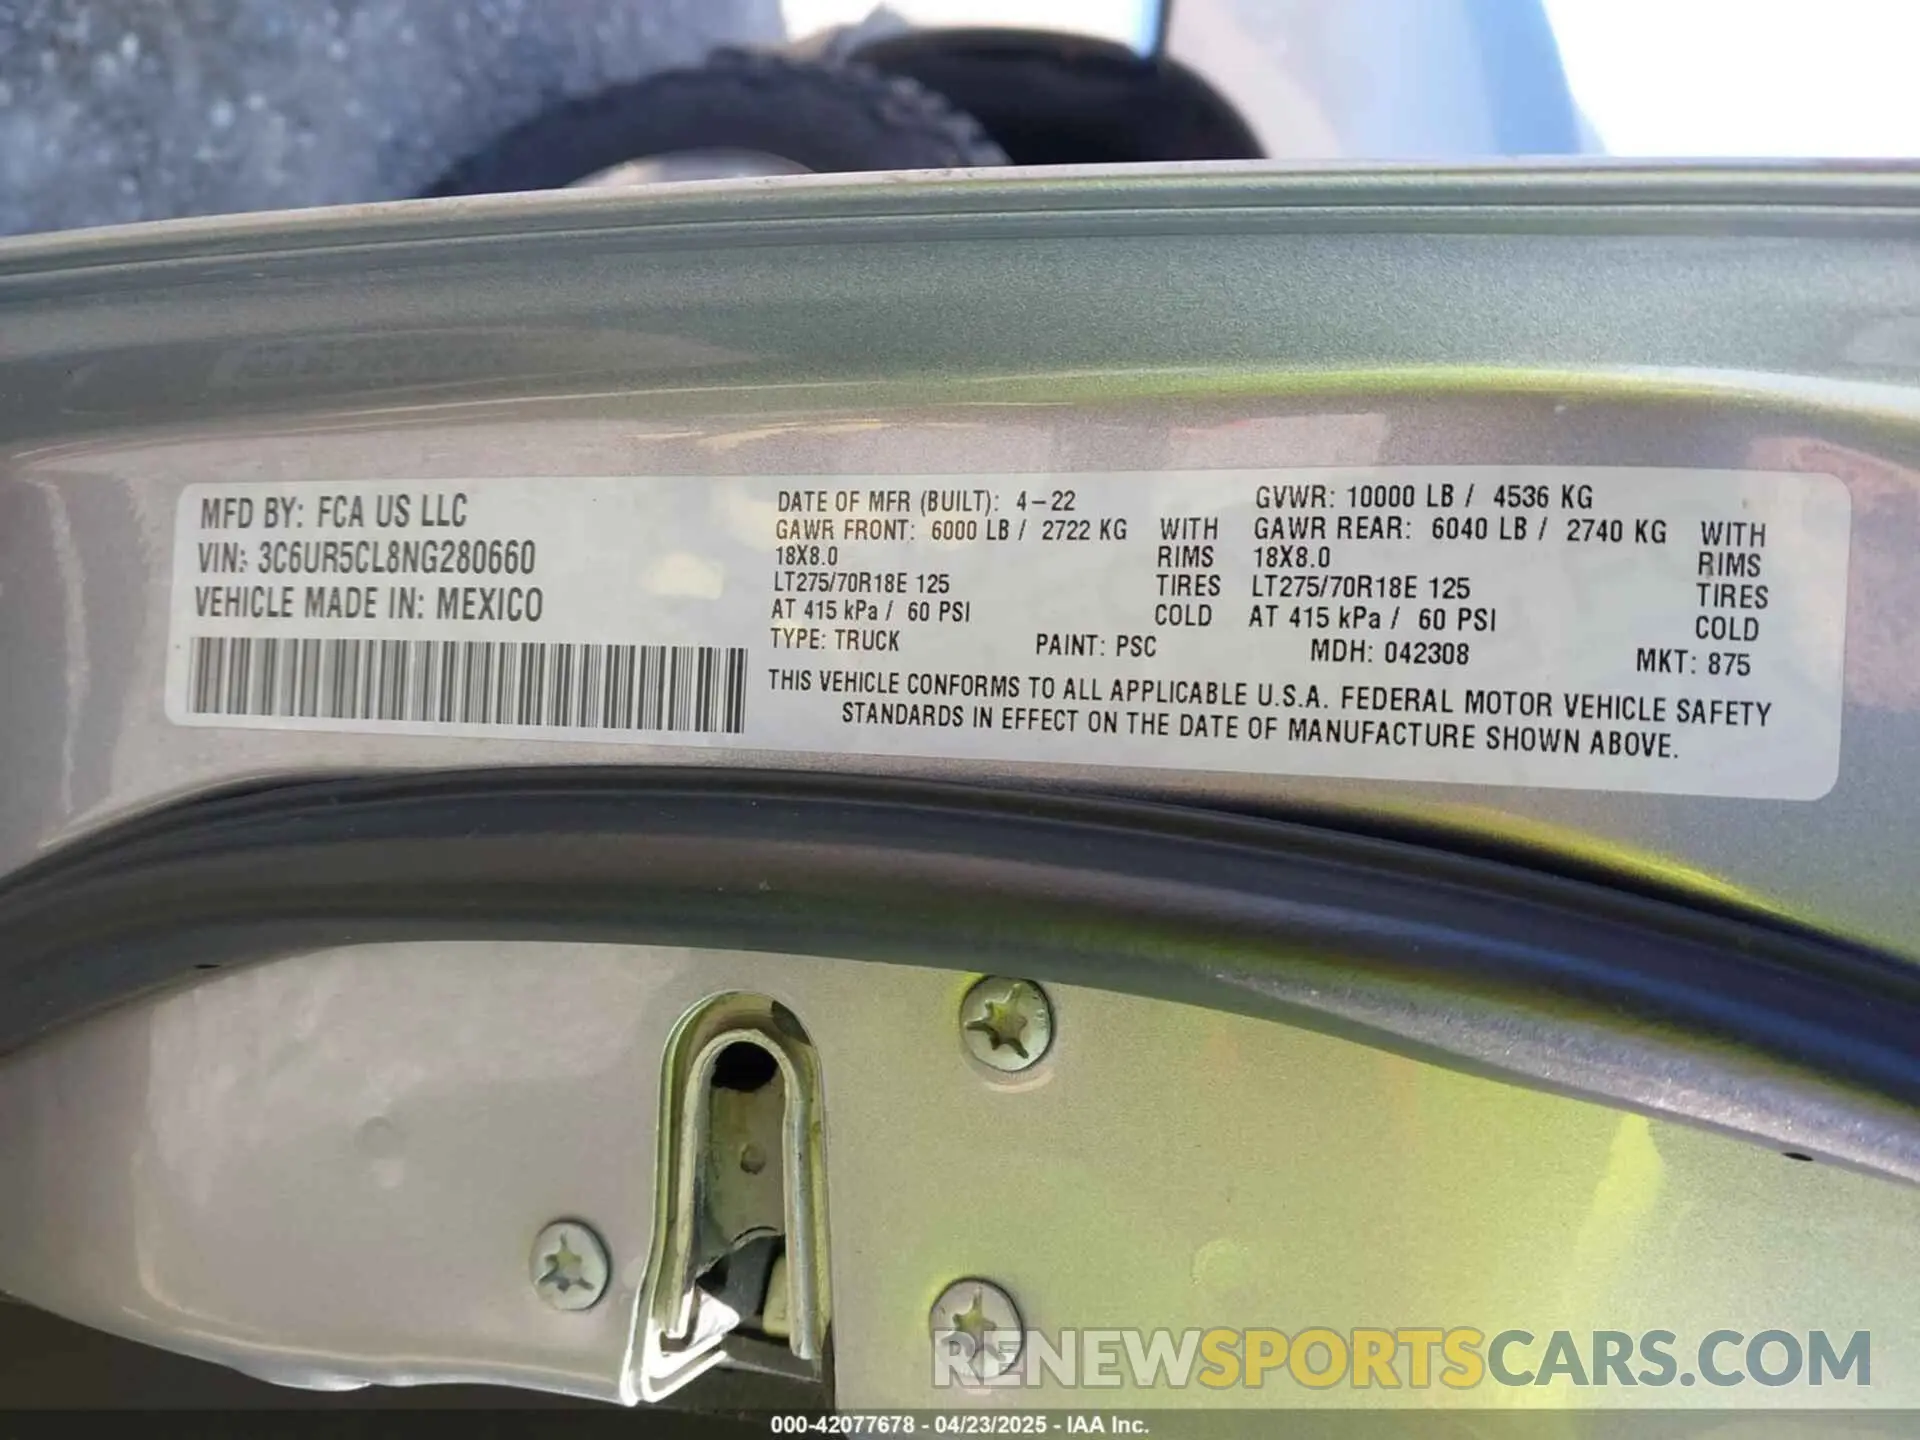 MFD BY: FCA US LLC
VIN: 3C6UR5CL8NG280660
VEHICLE MADE IN: MEXICO
DATE OF MFR (BUILT): 4-22
GVWR: 10000 LB / 4536 KG
GAWR FRONT: 6000 LB / 2722 KG WITH
18X8.0 RIMS
LT275/70R18E 125 TIRES
AT 415 kPa / 60 PSI COLD
GAWR REAR: 6040 LB / 2740 KG WITH
18X8.0 RIMS
LT275/70R18E 125 TIRES
AT 415 kPa / 60 PSI COLD
TYPE: TRUCK PAINT: PSC MDH: 042308 MKT: 875
THIS VEHICLE CONFORMS TO ALL APPLICABLE U.S.A. FEDERAL MOTOR VEHICLE SAFETY
STANDARDS IN EFFECT ON THE DATE OF MANUFACTURE SHOWN ABOVE.
RENEWSPORTSCARS.COM
000-42077678 - 04/23/2025 - IAA Inc.